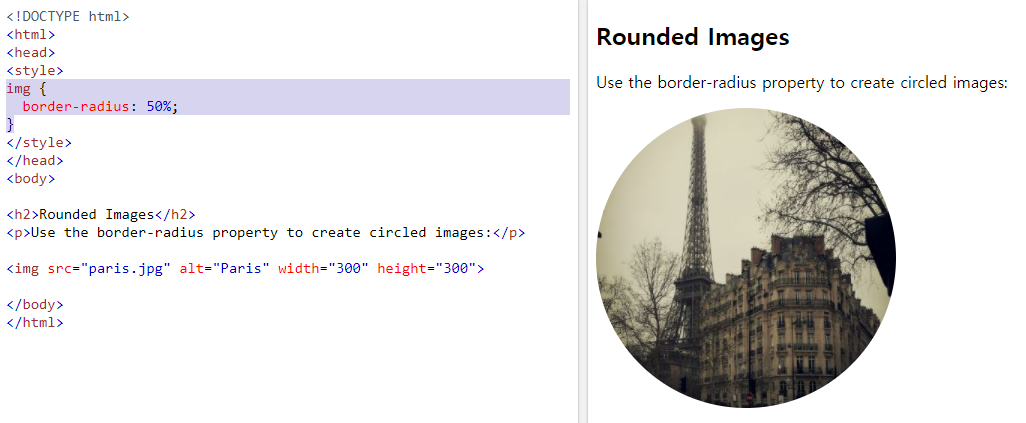 <!DOCTYPE html>
<html>
<head>
<style>
img {
  border-radius: 50%;
}
</style>
</head>
<body>
<h2>Rounded Images</h2>
<p>Use the border-radius property to create circled images:</p>
<img src="paris.jpg" alt="Paris" width="300" height="300">
</body>
</html>
Rounded Images
Use the border-radius property to create circled images: